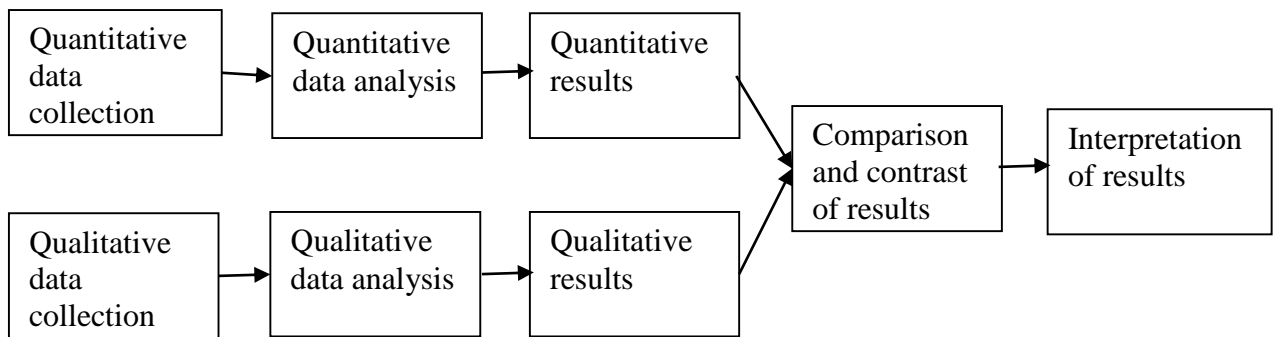 Quantitative
data
collection
Quantitative
data analysis
Quantitative
results
Comparison
and contrast
of results
Interpretation
of results
Qualitative
data
collection
Qualitative
data analysis
Qualitative
results